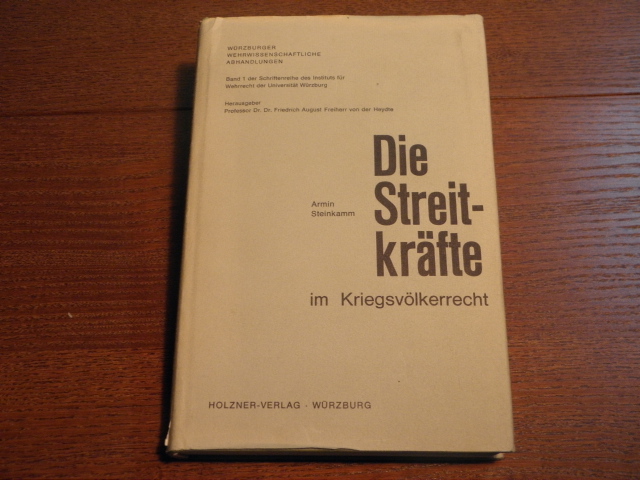 WÜRZBURGER
WEHRWISSENSCHAFTLICHE
ABHANDLUNGEN
Band 1 der Schriftenreihe des Instituts für
Wehrrecht der Universität Würzburg
Herausgeber
Professor Dr. Dr. Friedrich August Freiherr von der Heydte
Armin
Steinkamm
Die
Streit-
kräfte
im Kriegsvölkerrecht
HOLZNER-VERLAG · WÜRZBURG